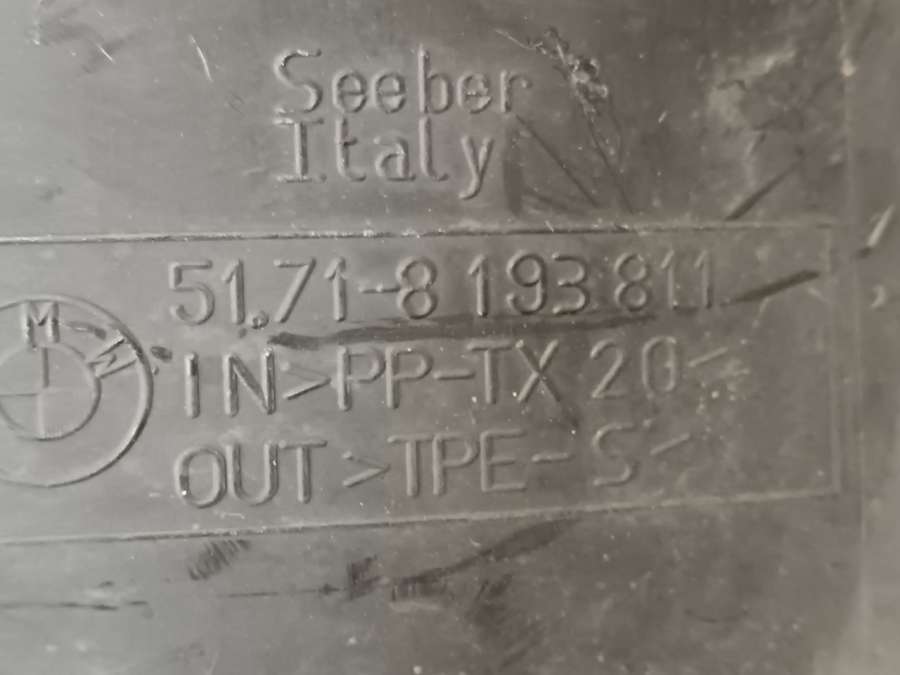 Seeber
Italy
51.71-8 193 811
M W
IN>PP-TX 20<
OUT>TPE-S<